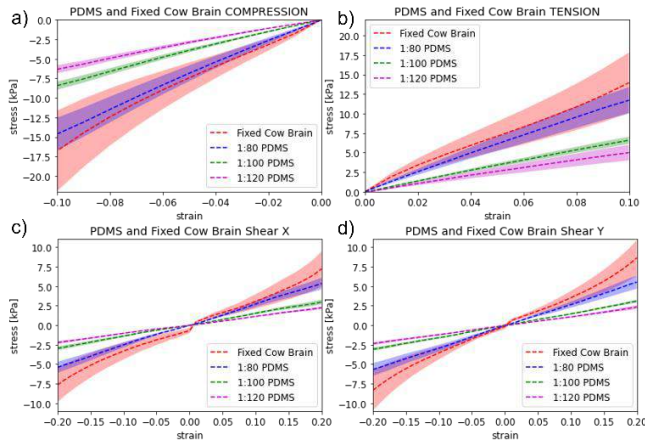 a)
PDMS and Fixed Cow Brain COMPRESSION
0.0
-2.5
-5.0
-7.5
-10.0
-12.5
-15.0
-17.5
-20.0
stress [kPa]
Fixed Cow Brain
1:80 PDMS
1:100 PDMS
1:120 PDMS
-0.10 -0.08 -0.06 -0.04 -0.02 0.00
strain
b)
PDMS and Fixed Cow Brain TENSION
20.0
17.5
15.0
12.5
10.0
7.5
5.0
2.5
0.0
stress [kPa]
Fixed Cow Brain
1:80 PDMS
1:100 PDMS
1:120 PDMS
0.00 0.02 0.04 0.06 0.08 0.10
strain
c)
PDMS and Fixed Cow Brain Shear X
10.0
7.5
5.0
2.5
0.0
-2.5
-5.0
-7.5
-10.0
stress [kPa]
Fixed Cow Brain
1:80 PDMS
1:100 PDMS
1:120 PDMS
-0.20 -0.15 -0.10 -0.05 0.00 0.05 0.10 0.15 0.20
strain
d)
PDMS and Fixed Cow Brain Shear Y
10.0
7.5
5.0
2.5
0.0
-2.5
-5.0
-7.5
-10.0
stress [kPa]
Fixed Cow Brain
1:80 PDMS
1:100 PDMS
1:120 PDMS
-0.20 -0.15 -0.10 -0.05 0.00 0.05 0.10 0.15 0.20
strain